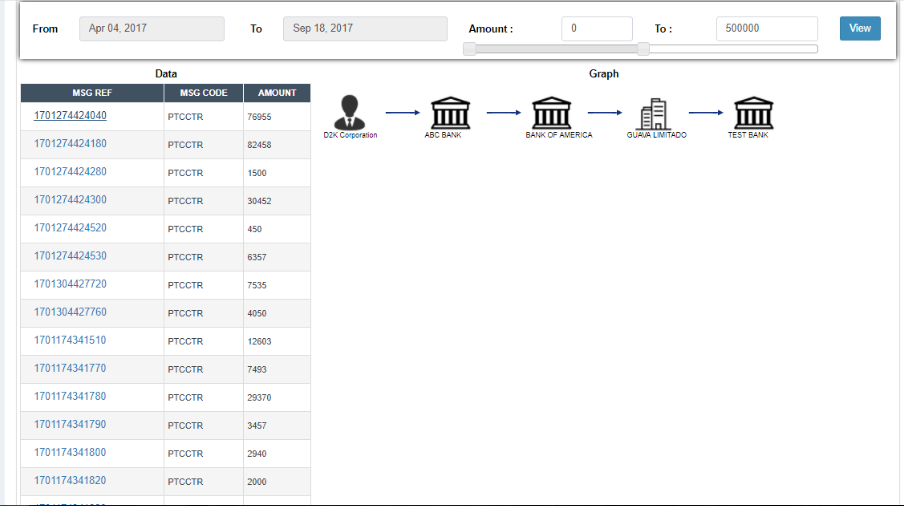 From Apr 04, 2017 To Sep 18, 2017 Amount : 0 To : 500000 View
Data Graph
MSG REF MSG CODE AMOUNT
1701274424040 PTCCTR 76955
D2K Corporation ABC BANK BANK OF AMERICA GUAVA LIMITADO TEST BANK
1701274424180 PTCCTR 82458
1701274424280 PTCCTR 1500
1701274424300 PTCCTR 30452
1701274424520 PTCCTR 450
1701274424530 PTCCTR 6357
1701304427720 PTCCTR 7535
1701304427760 PTCCTR 4050
1701174341510 PTCCTR 12603
1701174341770 PTCCTR 7493
1701174341780 PTCCTR 29370
1701174341790 PTCCTR 3457
1701174341800 PTCCTR 2940
1701174341820 PTCCTR 2000